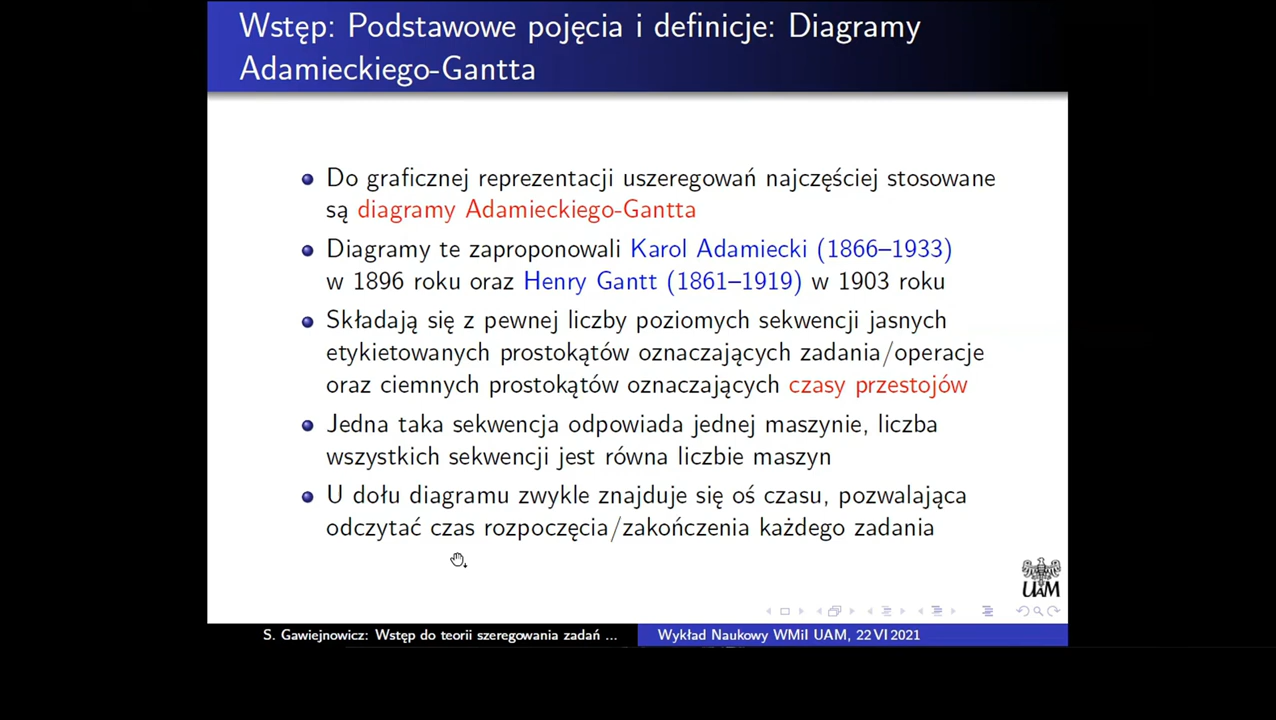 Wstęp: Podstawowe pojęcia i definicje: Diagramy
Adamieckiego-Gantta
Do graficznej reprezentacji uszeregowań najczęściej stosowane
są diagramy Adamieckiego-Gantta
Diagramy te zaproponowali Karol Adamiecki (1866–1933)
w 1896 roku oraz Henry Gantt (1861–1919) w 1903 roku
Składają się z pewnej liczby poziomych sekwencji jasnych
etykietowanych prostokątów oznaczających zadania/operacje
oraz ciemnych prostokątów oznaczających czasy przestojów
Jedna taka sekwencja odpowiada jednej maszynie, liczba
wszystkich sekwencji jest równa liczbie maszyn
U dołu diagramu zwykle znajduje się oś czasu, pozwalająca
odczytać czas rozpoczęcia/zakończenia każdego zadania
UAM
S. Gawiejnowicz: Wstęp do teorii szeregowania zadań ...
Wykład Naukowy WMiI UAM, 22 VI 2021